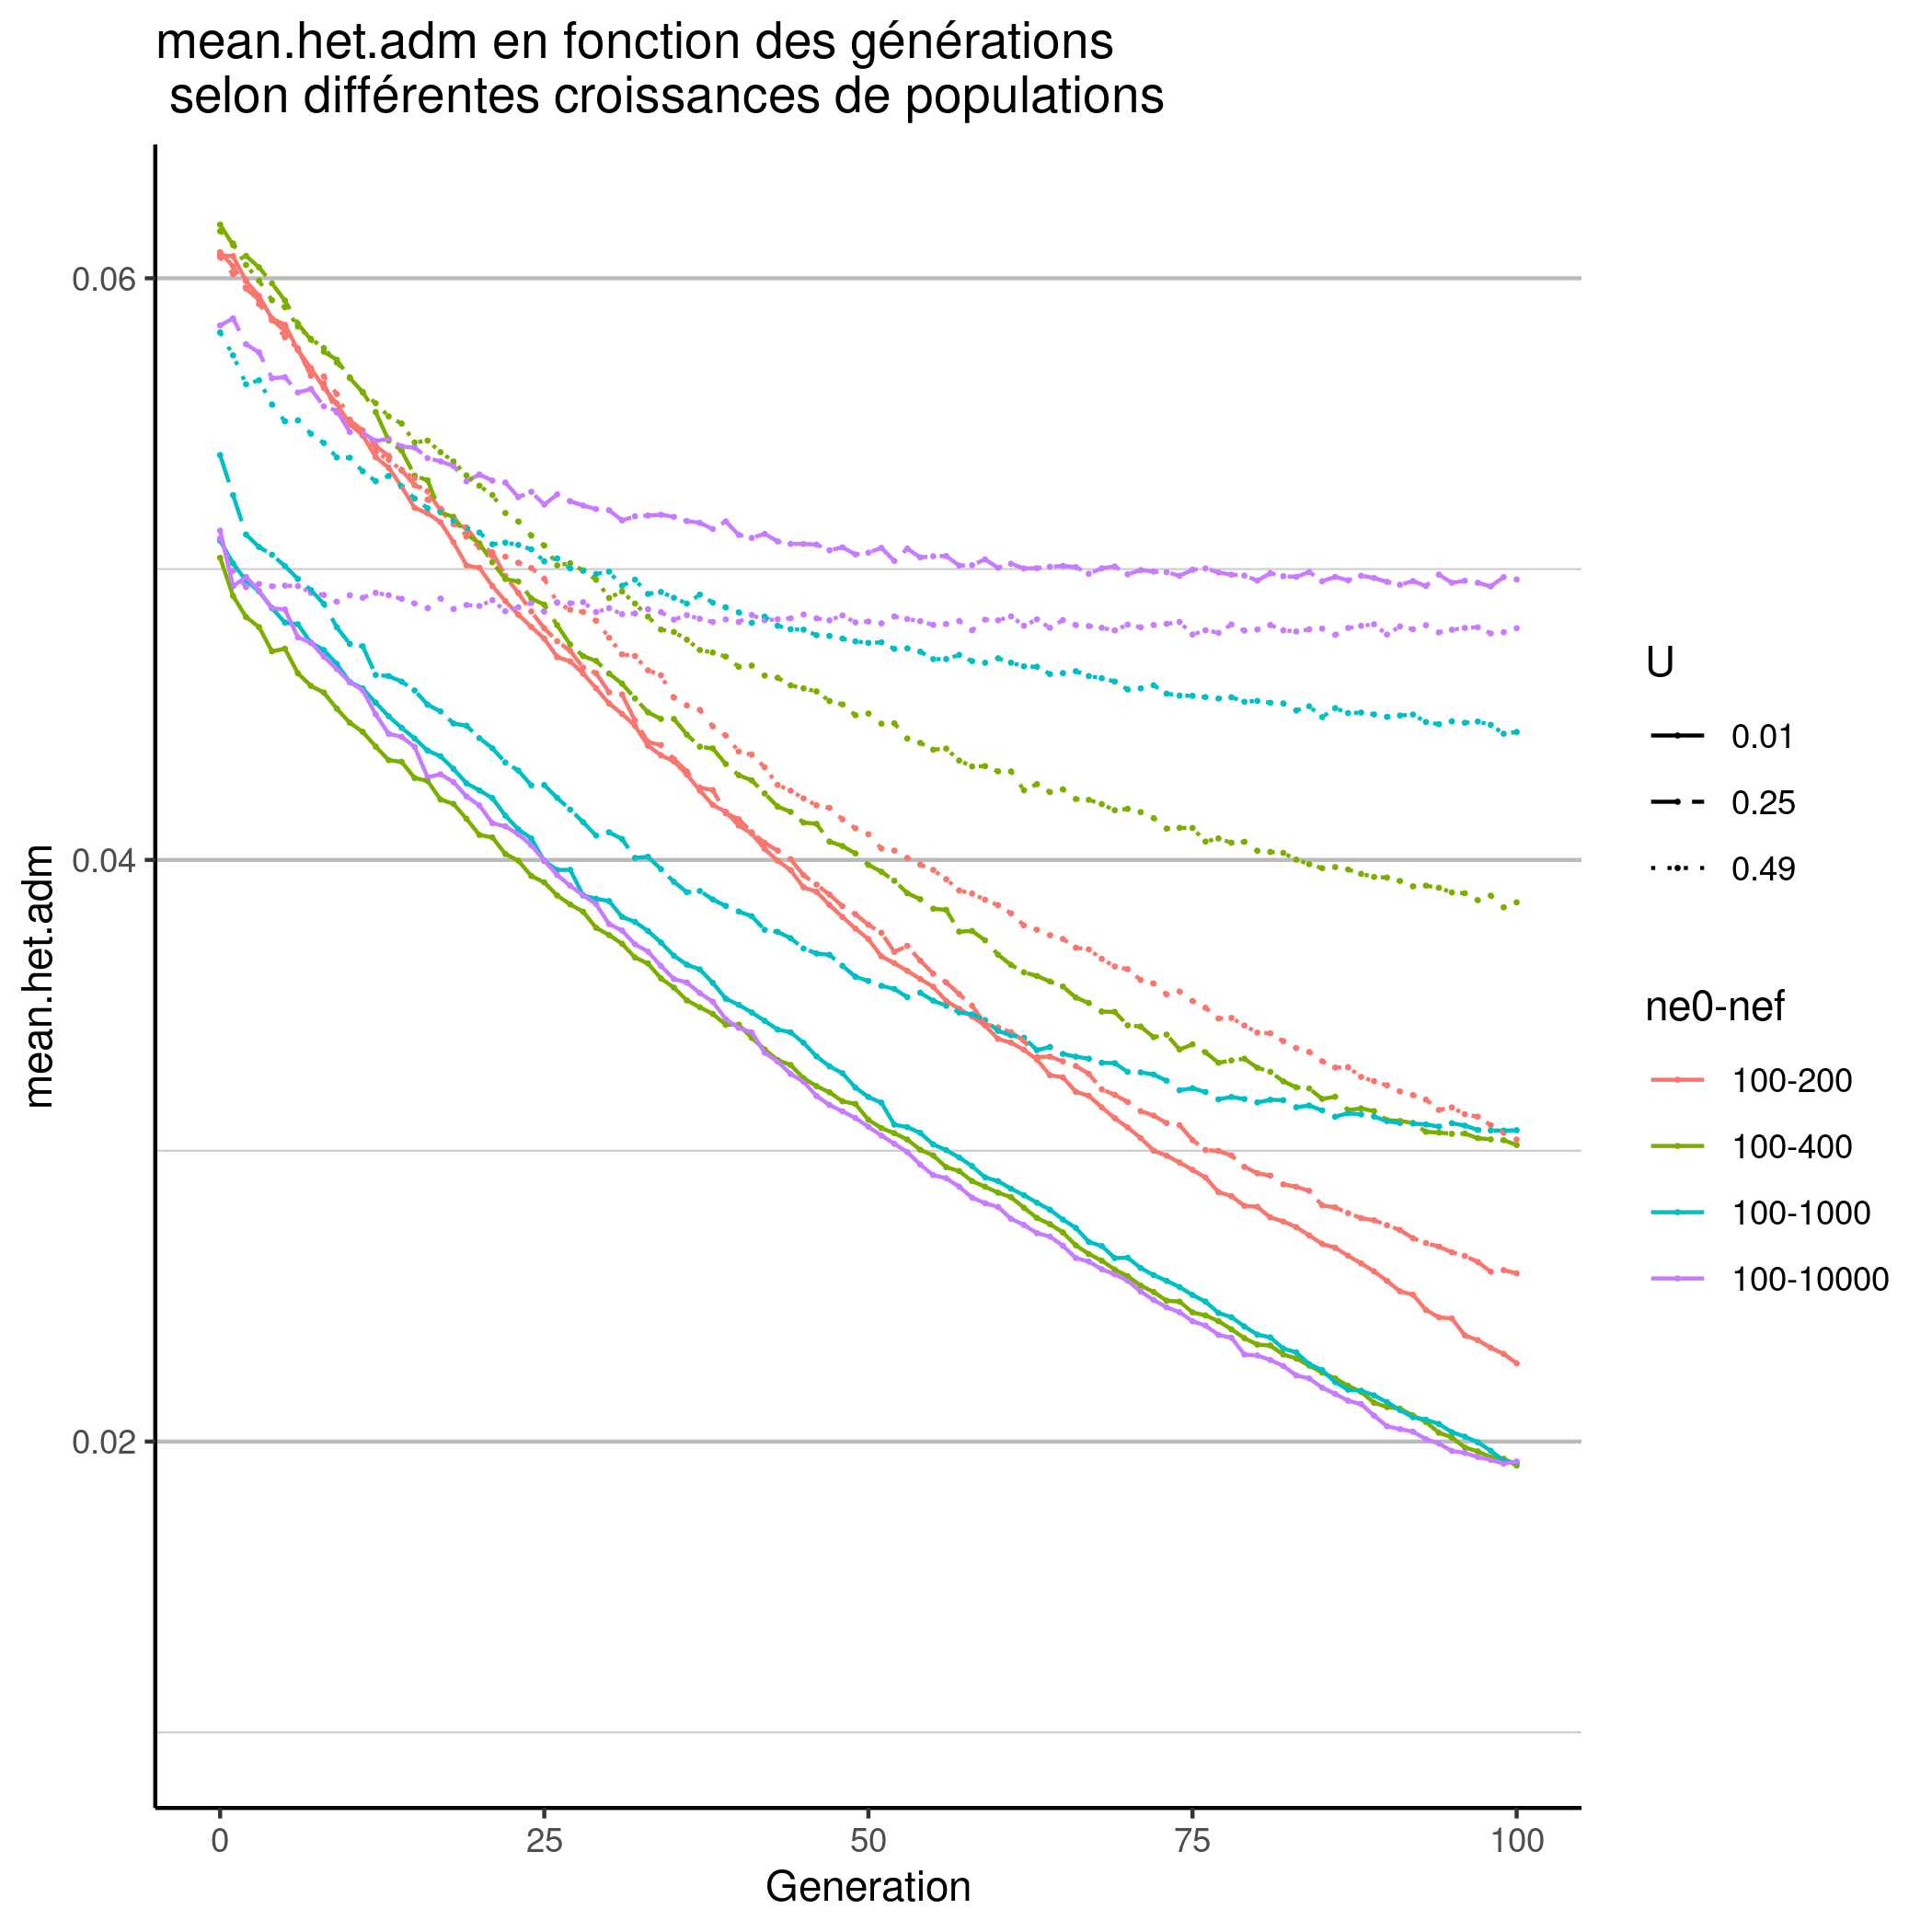 mean.het.adm en fonction des générations
selon différentes croissances de populations
mean.het.adm
0.06
0.04
0.02
0
25
50
75
100
Generation
U
0.01
0.25
0.49
ne0-nef
100-200
100-400
100-1000
100-10000